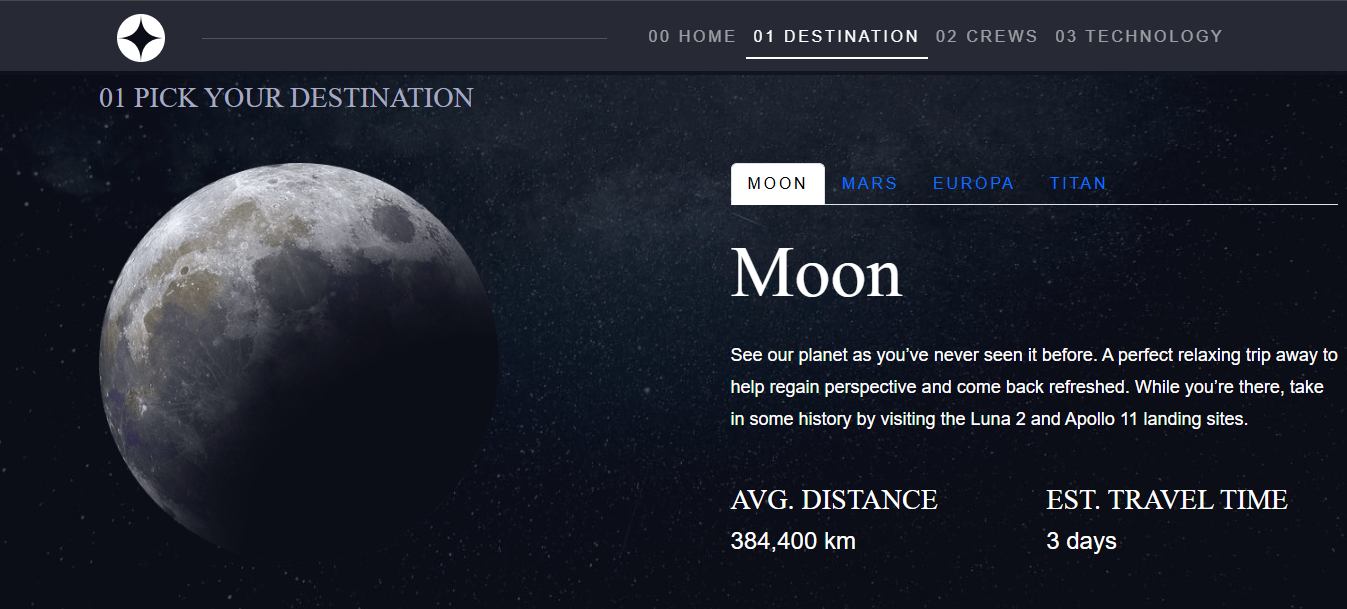 00 HOME 01 DESTINATION 02 CREWS 03 TECHNOLOGY
01 PICK YOUR DESTINATION
MOON MARS EUROPA TITAN
Moon
See our planet as you’ve never seen it before. A perfect relaxing trip away to
help regain perspective and come back refreshed. While you’re there, take
in some history by visiting the Luna 2 and Apollo 11 landing sites.
AVG. DISTANCE EST. TRAVEL TIME
384,400 km 3 days